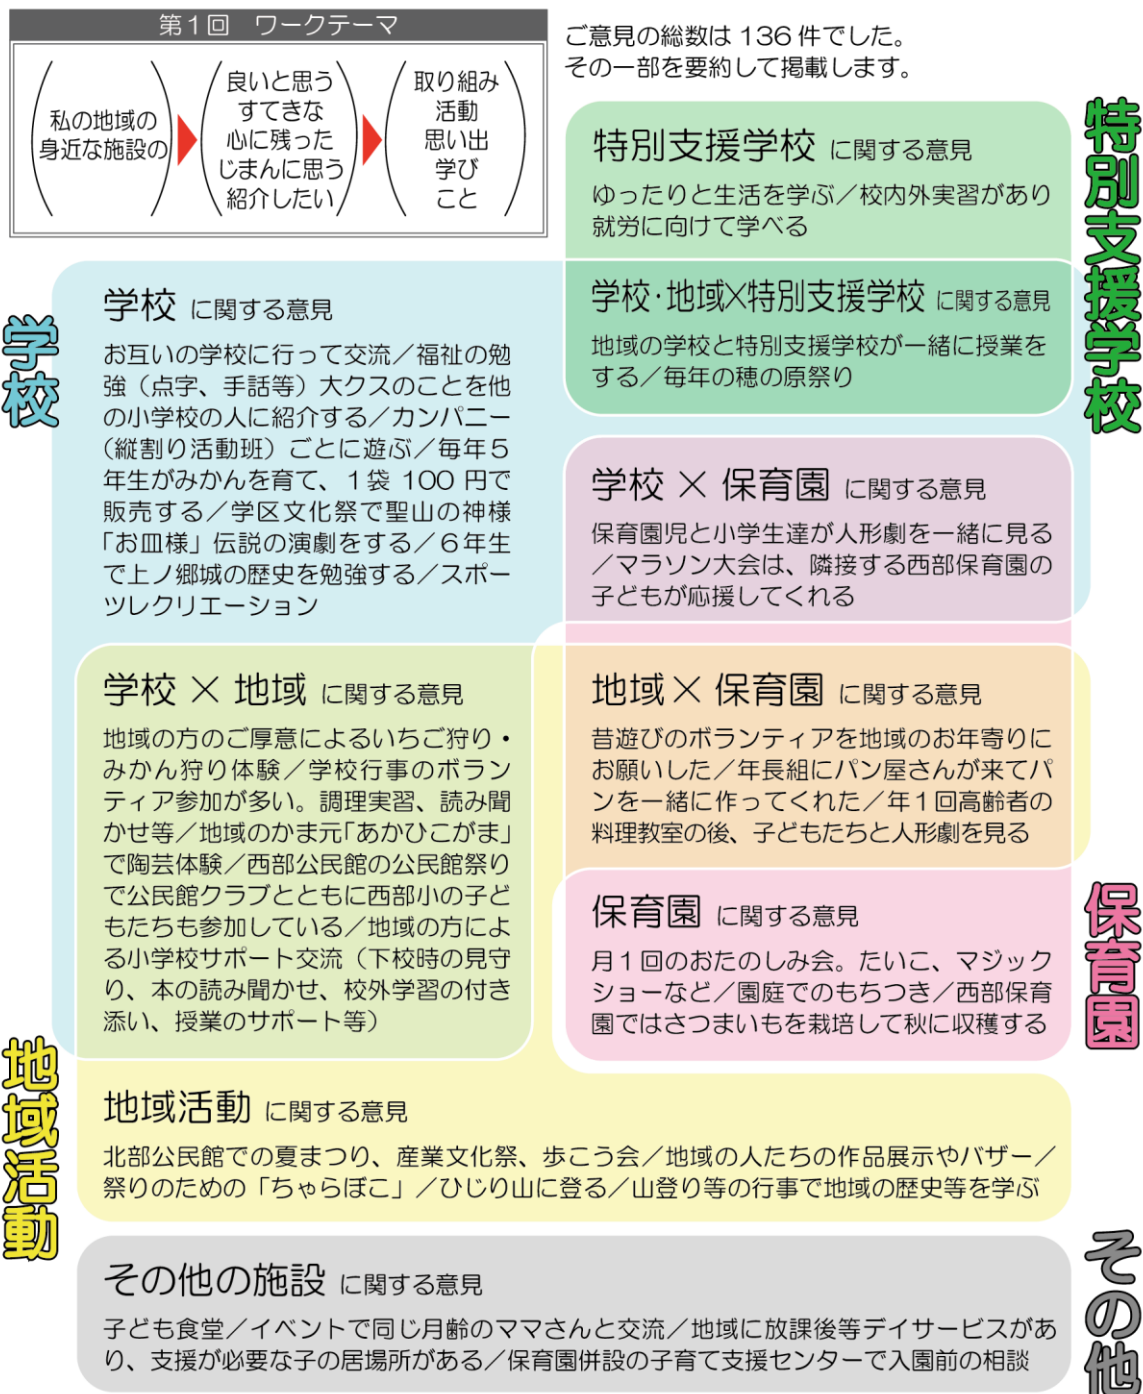 第1回 ワークテーマ
私の地域の
身近な施設の
良いと思う
すてきな
心に残った
じまんに思う
紹介したい
取り組み
活動
思い出
学び
こと
ご意見の総数は 136 件でした。
その一部を要約して掲載します。
特別支援学校
特別支援学校 に関する意見
ゆったりと生活を学ぶ／校内外実習があり
就労に向けて学べる
学校・地域×特別支援学校 に関する意見
地域の学校と特別支援学校が一緒に授業を
する／毎年の穂の原祭り
学校
学校 に関する意見
お互いの学校に行って交流／福祉の勉
強（点字、手話等）大クスのことを他
の小学校の人に紹介する／カンパニー
（縦割り活動班）ごとに遊ぶ／毎年５
年生がみかんを育て、１袋 100 円で
販売する／学区文化祭で聖山の神様
「お皿様」伝説の演劇をする／６年生
で上ノ郷城の歴史を勉強する／スポー
ツレクリエーション
学校 × 保育園 に関する意見
保育園児と小学生達が人形劇を一緒に見る
／マラソン大会は、隣接する西部保育園の
子どもが応援してくれる
学校 × 地域 に関する意見
地域の方のご厚意によるいちご狩り・
みかん狩り体験／学校行事のボラン
ティア参加が多い。調理実習、読み聞
かせ等／地域のかま元「あかひこがま」
で陶芸体験／西部公民館の公民館祭り
で公民館クラブとともに西部小の子ど
もたちも参加している／地域の方によ
る小学校サポート交流（下校時の見守
り、本の読み聞かせ、校外学習の付き
添い、授業のサポート等）
地域 × 保育園 に関する意見
昔遊びのボランティアを地域のお年寄りに
お願いした／年長組にパン屋さんが来てパ
ンを一緒に作ってくれた／年１回高齢者の
料理教室の後、子どもたちと人形劇を見る
保育園
保育園 に関する意見
月１回のおたのしみ会。たいこ、マジック
ショーなど／園庭でのもちつき／西部保育
園ではさつまいもを栽培して秋に収穫する
地域活動
地域活動 に関する意見
北部公民館での夏まつり、産業文化祭、歩こう会／地域の人たちの作品展示やバザー／
祭りのための「ちゃらぼこ」／ひじり山に登る／山登り等の行事で地域の歴史等を学ぶ
その他
その他の施設 に関する意見
子ども食堂／イベントで同じ月齢のママさんと交流／地域に放課後等デイサービスがあ
り、支援が必要な子の居場所がある／保育園併設の子育て支援センターで入園前の相談